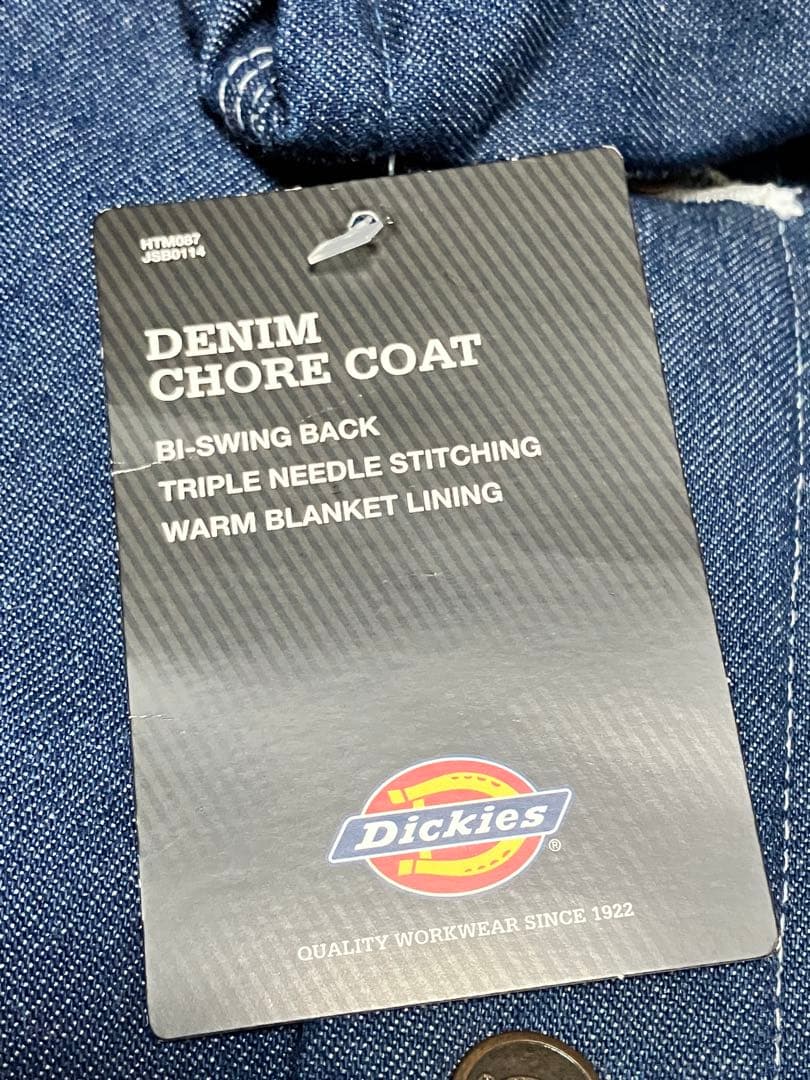 HTM087
JSB0114
DENIM
CHORE COAT
BI-SWING BACK
TRIPLE NEEDLE STITCHING
WARM BLANKET LINING
Dickies®
QUALITY WORKWEAR SINCE 1922